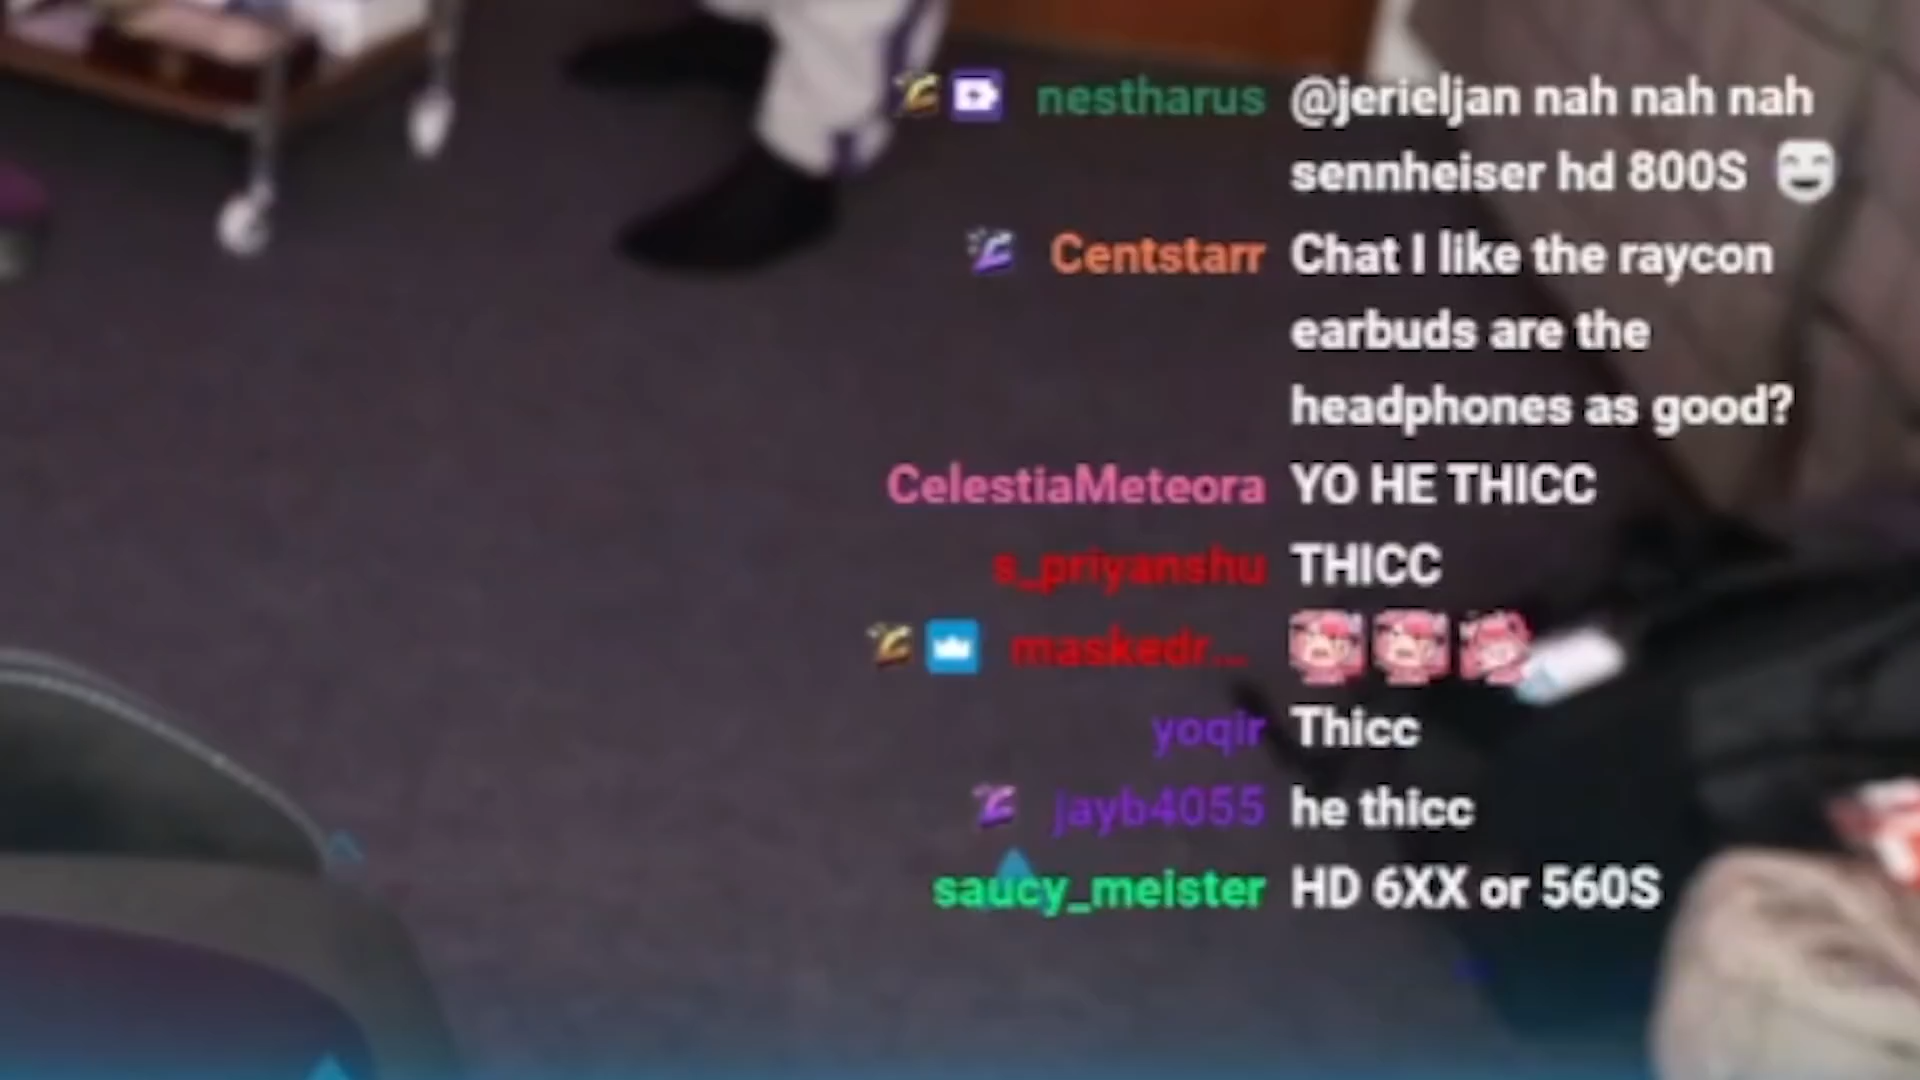 nestharus @jerieljan nah nah nah
sennheiser hd 800S
Centstarr Chat I like the raycon
earbuds are the
headphones as good?
CelestiaMeteora YO HE THICC
s_priyanshu THICC
maskedr...
yoqir Thicc
jayb4055 he thicc
saucy_meister HD 6XX or 560S